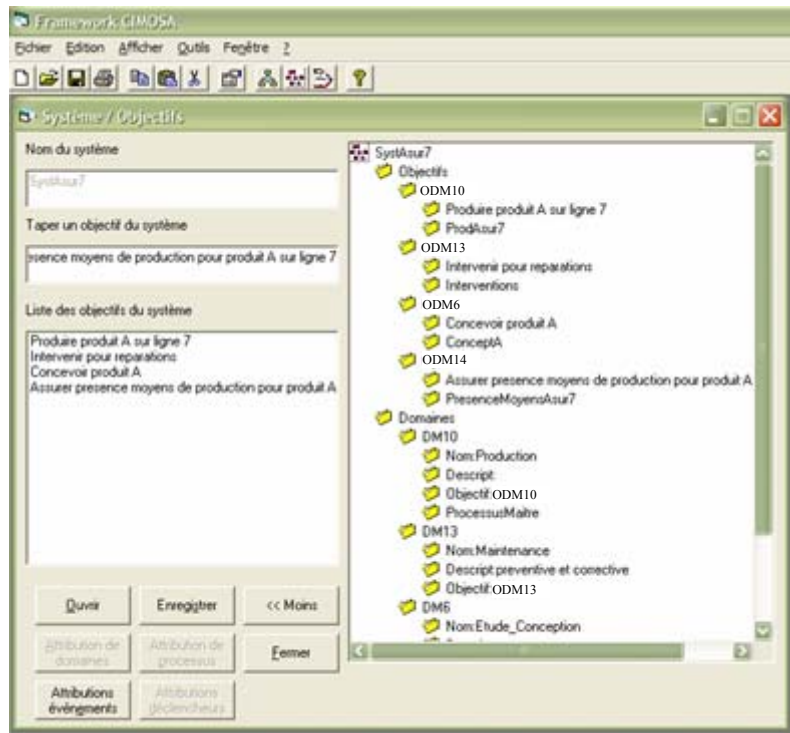 Framework CIMOSA
Fichier Edition Afficher Outils Fenêtre ?
Système / Objectifs
Nom du système
SystAsur7
Taper un objectif du système
esence moyens de production pour produit A sur ligne 7
Liste des objectifs du système
Produire produit A sur ligne 7
Intervenir pour reparations
Concevoir produit A
Assurer presence moyens de production pour produit A
Ouvrir Enregistrer << Moins
Attribution de domaines Attribution de processus Fermer
Attributions événements Attributions déclencheurs
SystAsur7
Objectifs
ODM10
Produire produit A sur ligne 7
ProdAsur7
ODM13
Intervenir pour reparations
Interventions
ODM6
Concevoir produit A
ConceptA
ODM14
Assurer presence moyens de production pour produit A
PresenceMoyensAsur7
Domaines
DM10
Nom:Production
Descript:
Objectif:ODM10
ProcessusMaitre
DM13
Nom:Maintenance
Descript:preventive et corrective
Objectif:ODM13
DM6
Nom:Etude_Conception